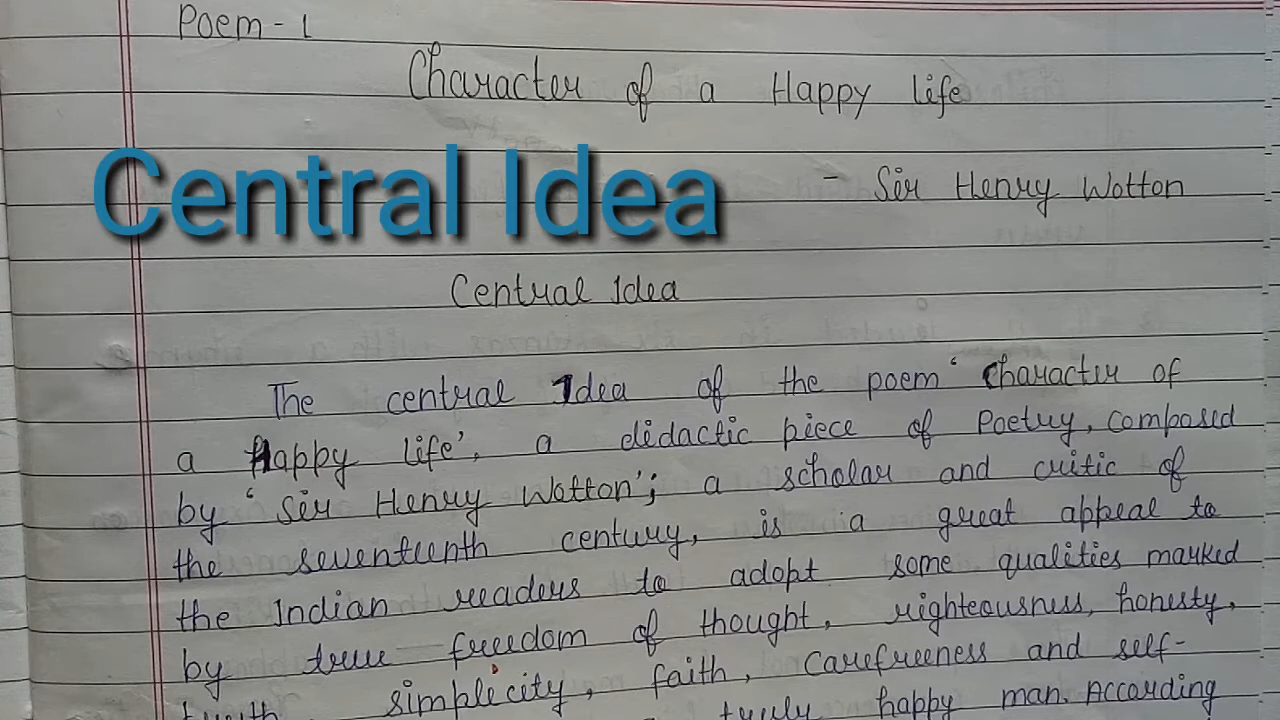 Poem - 1
Character of a Happy life
Central Idea
- Sir Henry Wotton
Central Idea
The central Idea of the poem 'Character of
a Happy life', a didactic piece of Poetry, composed
by 'Sir Henry Wotton'; a scholar and critic of
the seventeenth century, is a great appeal to
the Indian readers to adopt some qualities marked
by true freedom of thought, righteousness, honesty,
simplicity, faith, carefreeness and self-
truly happy man. According